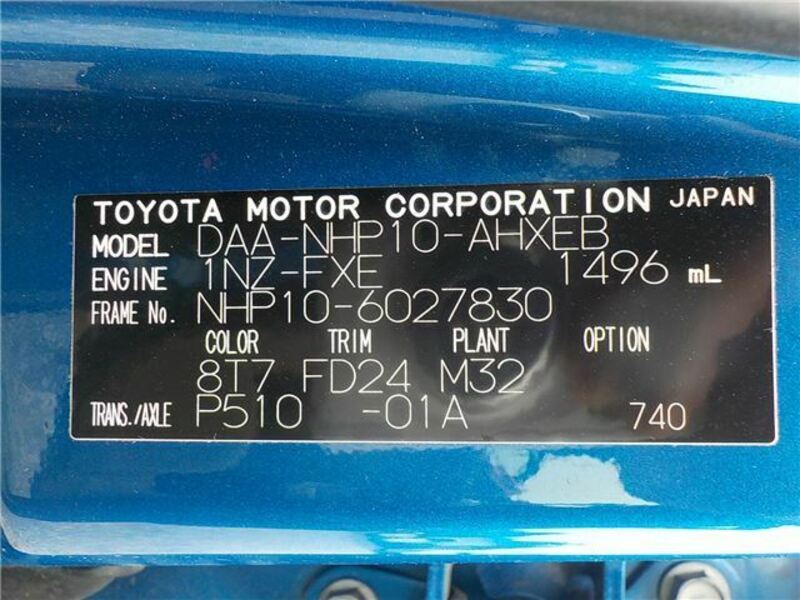 TOYOTA MOTOR CORPORATION JAPAN
MODEL DAA-NHP10-AHXEB
ENGINE 1NZ-FXE 1496 mL
FRAME No. NHP10-6027830
COLOR TRIM PLANT OPTION
8T7 FD24 M32
TRANS./AXLE P510 -01A 740